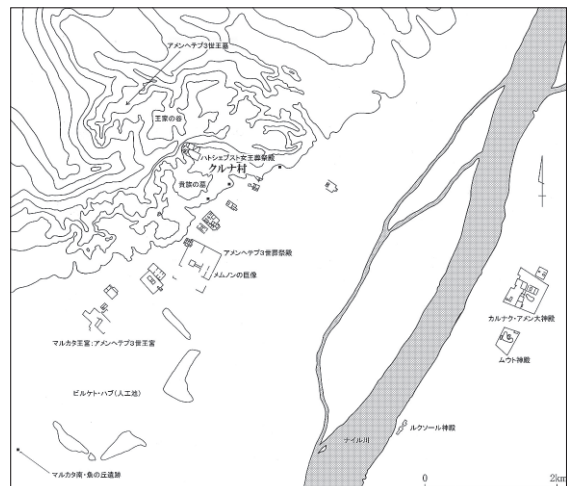 アメンヘテプ3世王墓
王家の谷
ハトシェプスト女王葬祭殿
クルナ村
貴族の墓
アメンヘテプ3世葬祭殿
メムノンの巨像
カルナク・アメン大神殿
マルカタ王宮:アメンヘテプ3世王宮
ムウト神殿
ビルケト・ハブ(人工池)
ルクソール神殿
ナイル川
マルカタ南・魚の丘遺跡
0 2km